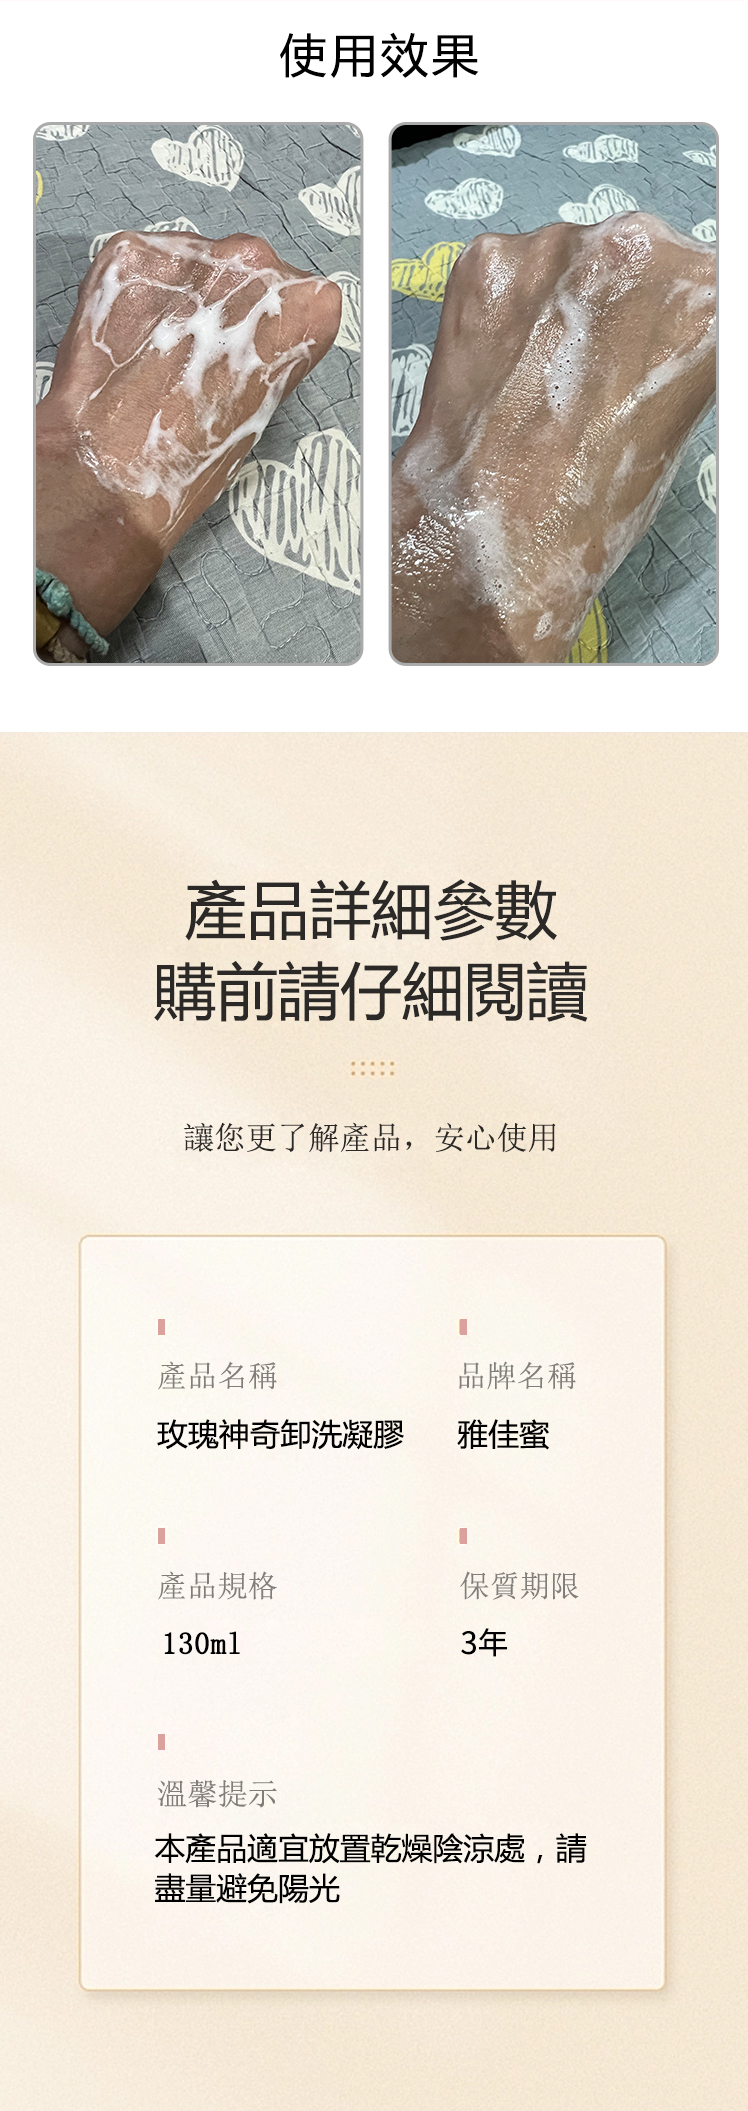 使用效果
產品詳細參數
購前請仔細閱讀
讓您更了解產品，安心使用
產品名稱
品牌名稱
玫瑰神奇卸洗凝膠
雅佳蜜
產品規格
保質期限
130ml
3年
溫馨提示
本產品適宜放置乾燥陰涼處，請
盡量避免陽光